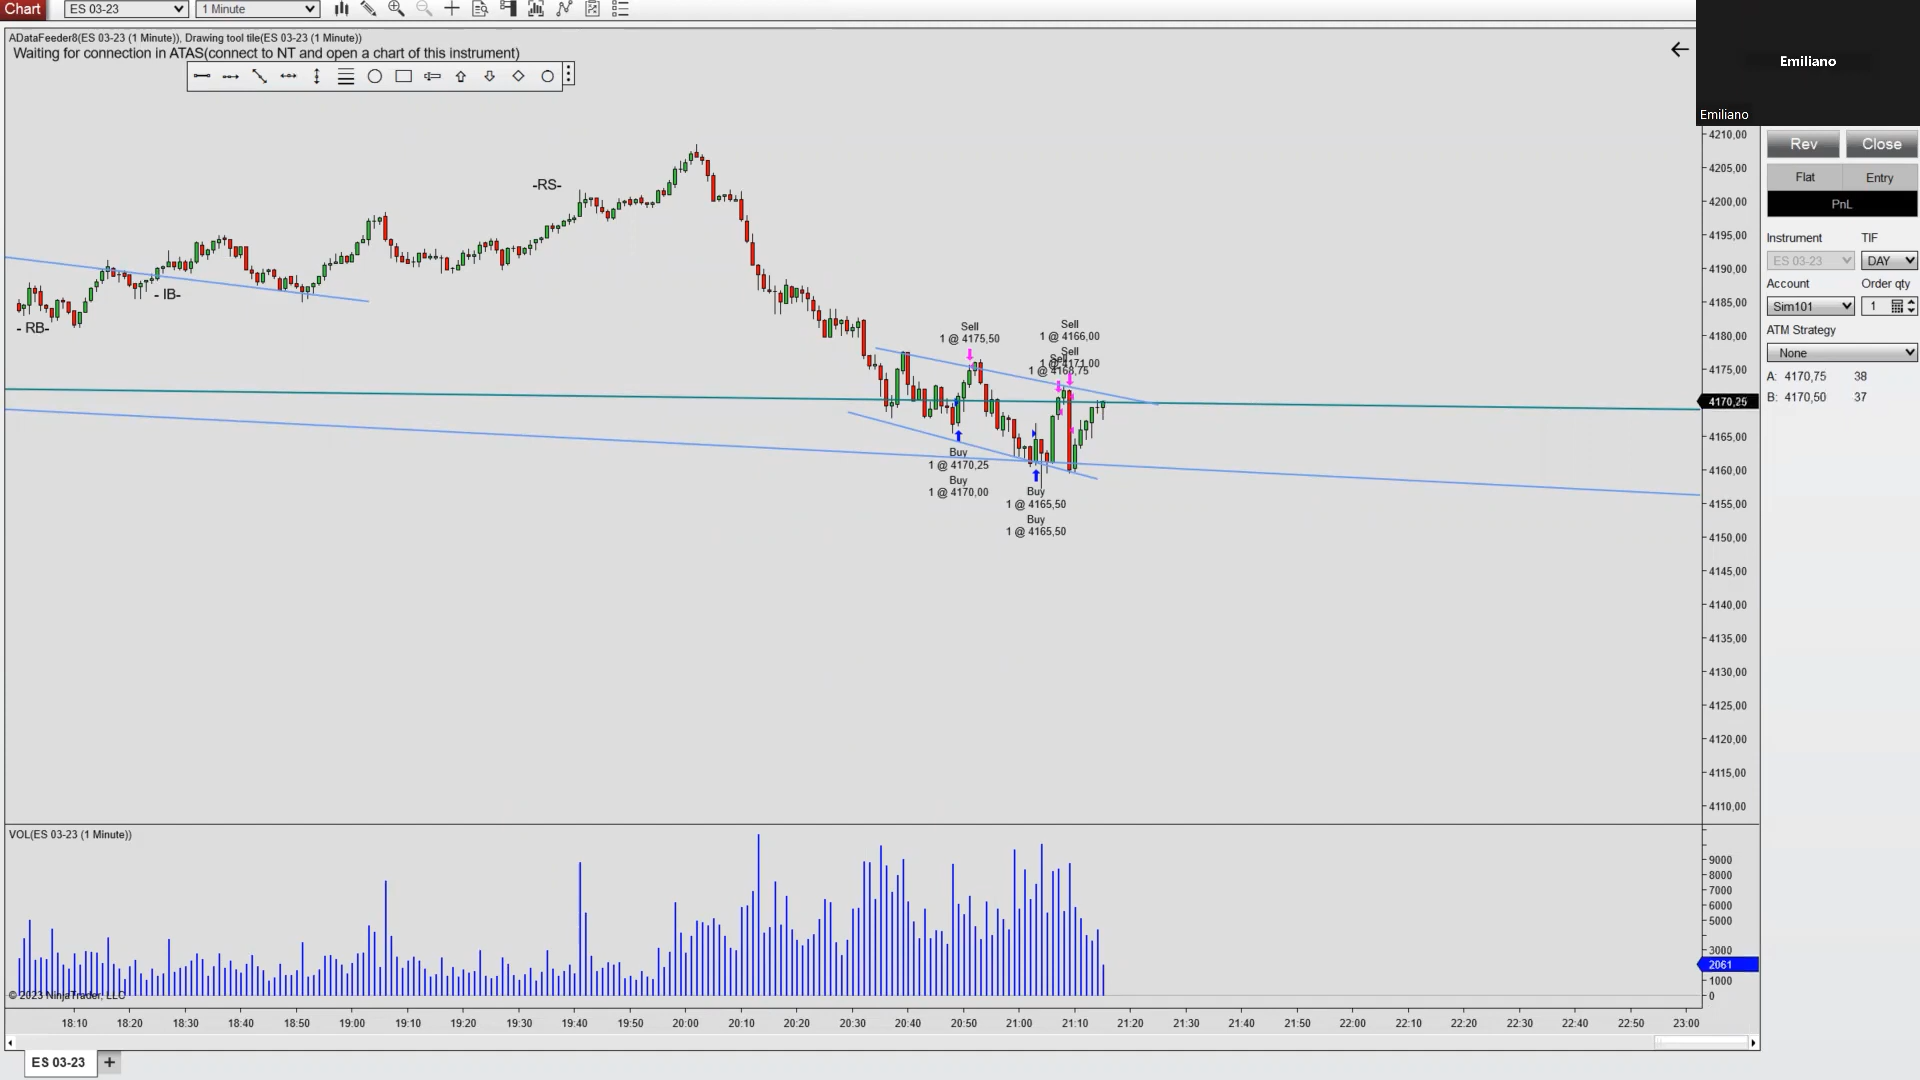 Chart
ES 03-23
1 Minute
ADataFeeder8(ES 03-23 (1 Minute)), Drawing tool tile(ES 03-23 (1 Minute))
Waiting for connection in ATAS(connect to NT and open a chart of this instrument)
Emiliano
Emiliano
- RB-
- IB-
-RS-
Sell
1 @ 4175,50
Sell
1 @ 4166,00
Sell
1 @ 4171,00
Sell
1 @ 4168,75
Buy
1 @ 4170,25
Buy
1 @ 4170,00
Buy
1 @ 4165,50
Buy
1 @ 4165,50
4210,00
4205,00
4200,00
4195,00
4190,00
4185,00
4180,00
4175,00
4170,25
4165,00
4160,00
4155,00
4150,00
4145,00
4140,00
4135,00
4130,00
4125,00
4120,00
4115,00
4110,00
Rev Close
Flat Entry
PnL
Instrument TIF
ES 03-23 DAY
Account Order qty
Sim101 1
ATM Strategy
None
A: 4170,75 38
B: 4170,50 37
VOL(ES 03-23 (1 Minute))
9000
8000
7000
6000
5000
3000
2061
1000
0
© 2023 NinjaTrader, LLC
18:10 18:20 18:30 18:40 18:50 19:00 19:10 19:20 19:30 19:40 19:50 20:00 20:10 20:20 20:30 20:40 20:50 21:00 21:10 21:20 21:30 21:40 21:50 22:00 22:10 22:20 22:30 22:40 22:50 23:00
ES 03-23 +